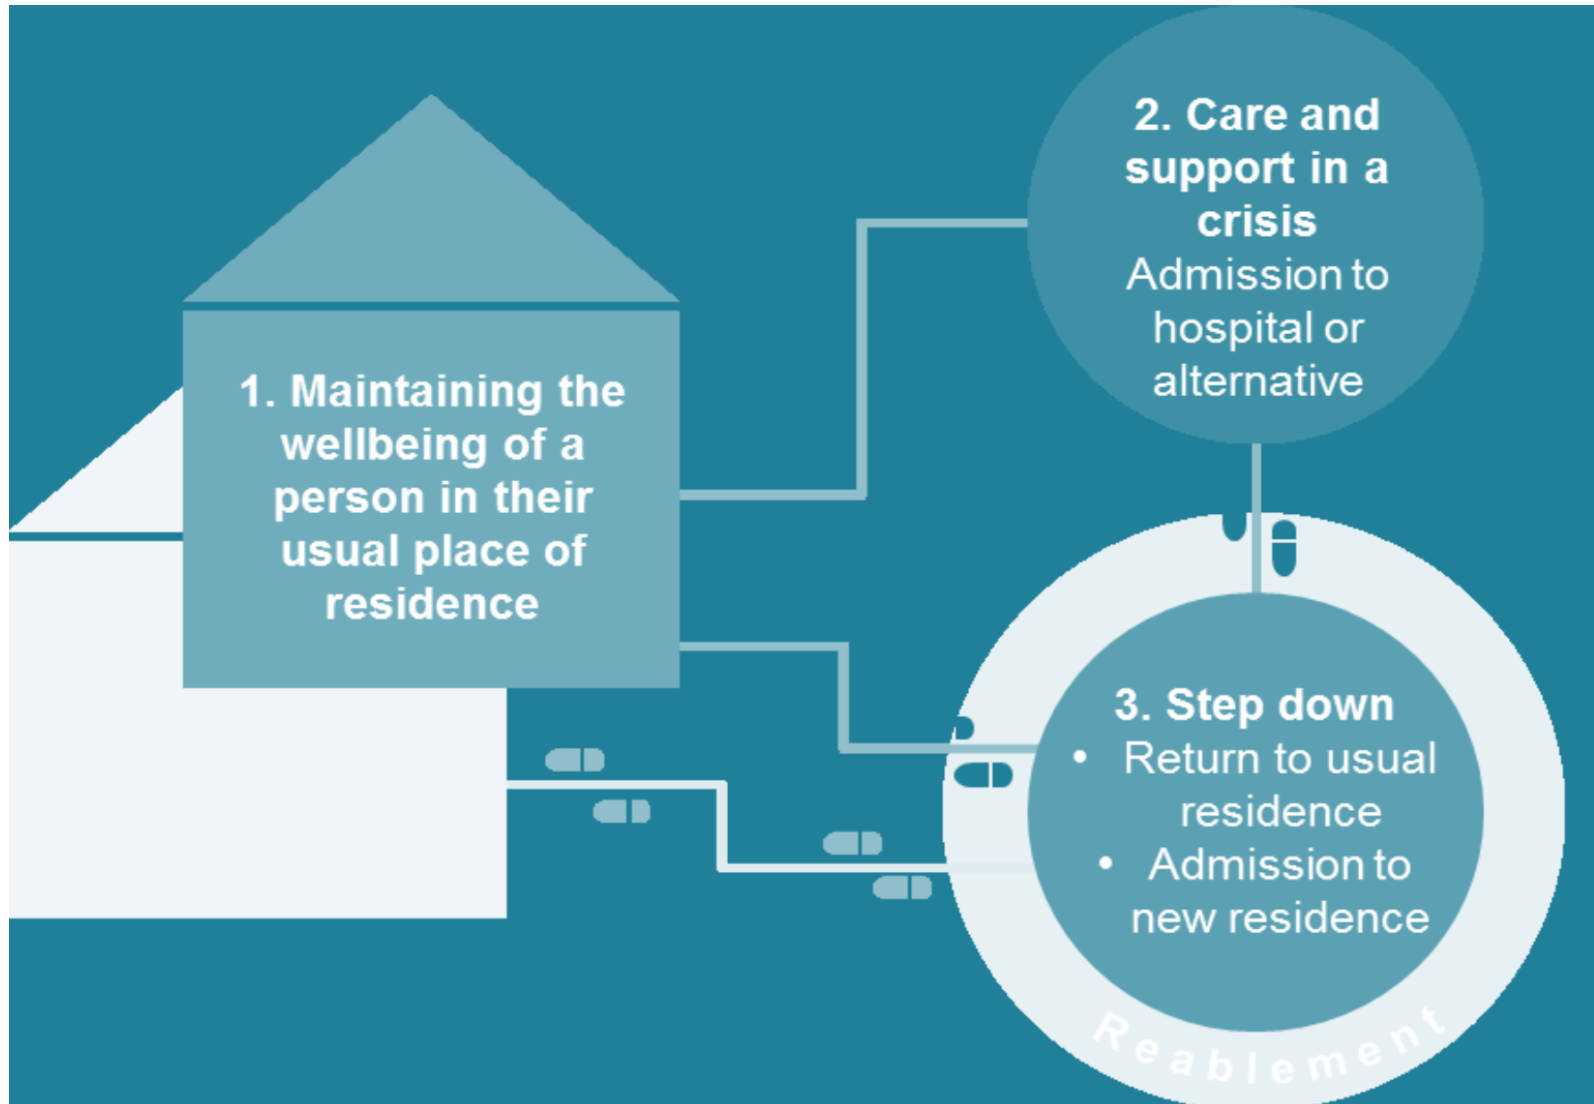 1. Maintaining the
wellbeing of a
person in their
usual place of
residence
2. Care and
support in a
crisis
Admission to
hospital or
alternative
3. Step down
• Return to usual
residence
• Admission to
new residence
Reablement